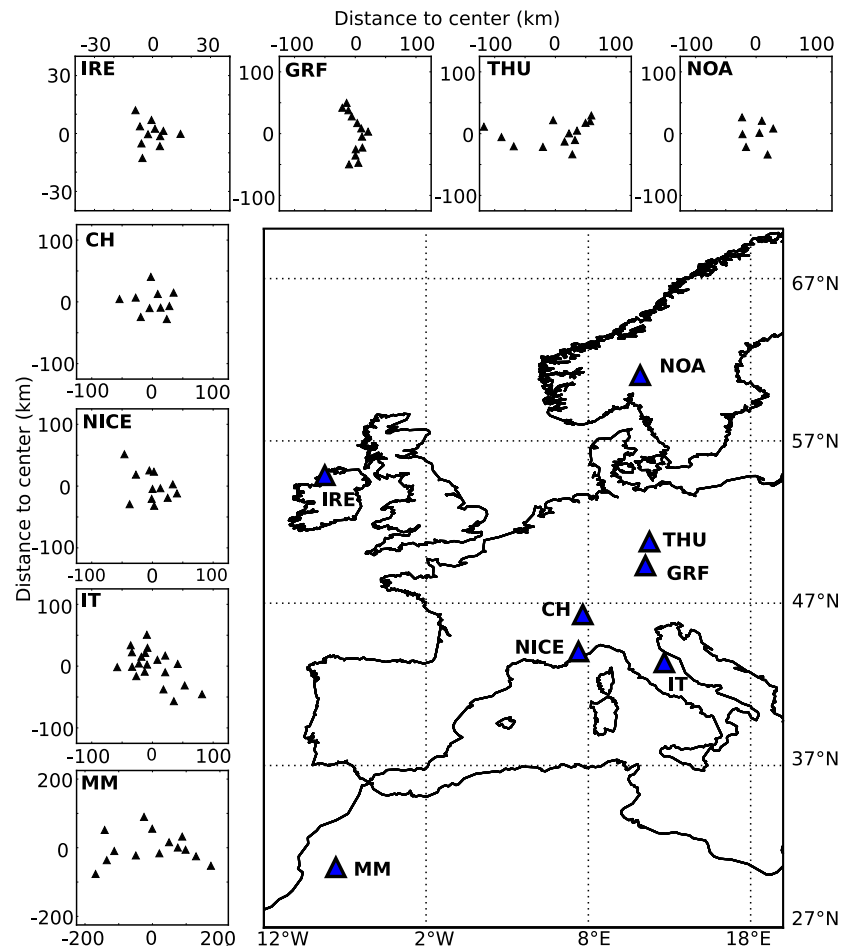 Distance to center (km)
-30 0 30
-100 0 100
-100 0 100
-100 0 100
IRE
GRF
THU
NOA
30
0
-30
100
0
-100
100
0
-100
100
0
-100
CH
100
0
-100
-100 0 100
Distance to center (km)
NICE
100
0
-100
-100 0 100
IT
100
0
-100
-100 0 100
MM
200
0
-200
-200 0 200
67°N
NOA
57°N
IRE
THU
GRF
47°N
CH
NICE
IT
37°N
MM
27°N
12°W 2°W 8°E 18°E